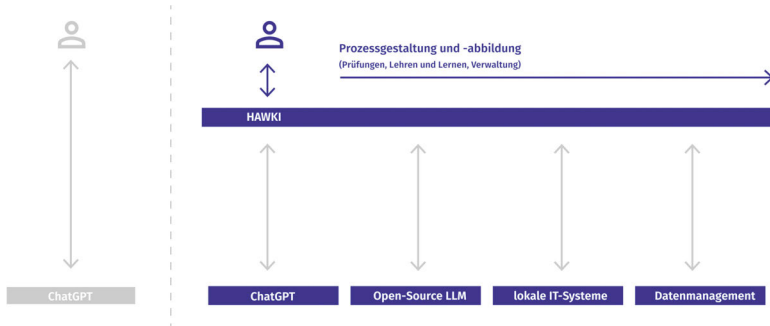 Prozessgestaltung und -abbildung
(Prüfungen, Lehren und Lernen, Verwaltung)
HAWKI
ChatGPT
ChatGPT
Open-Source LLM
lokale IT-Systeme
Datenmanagement